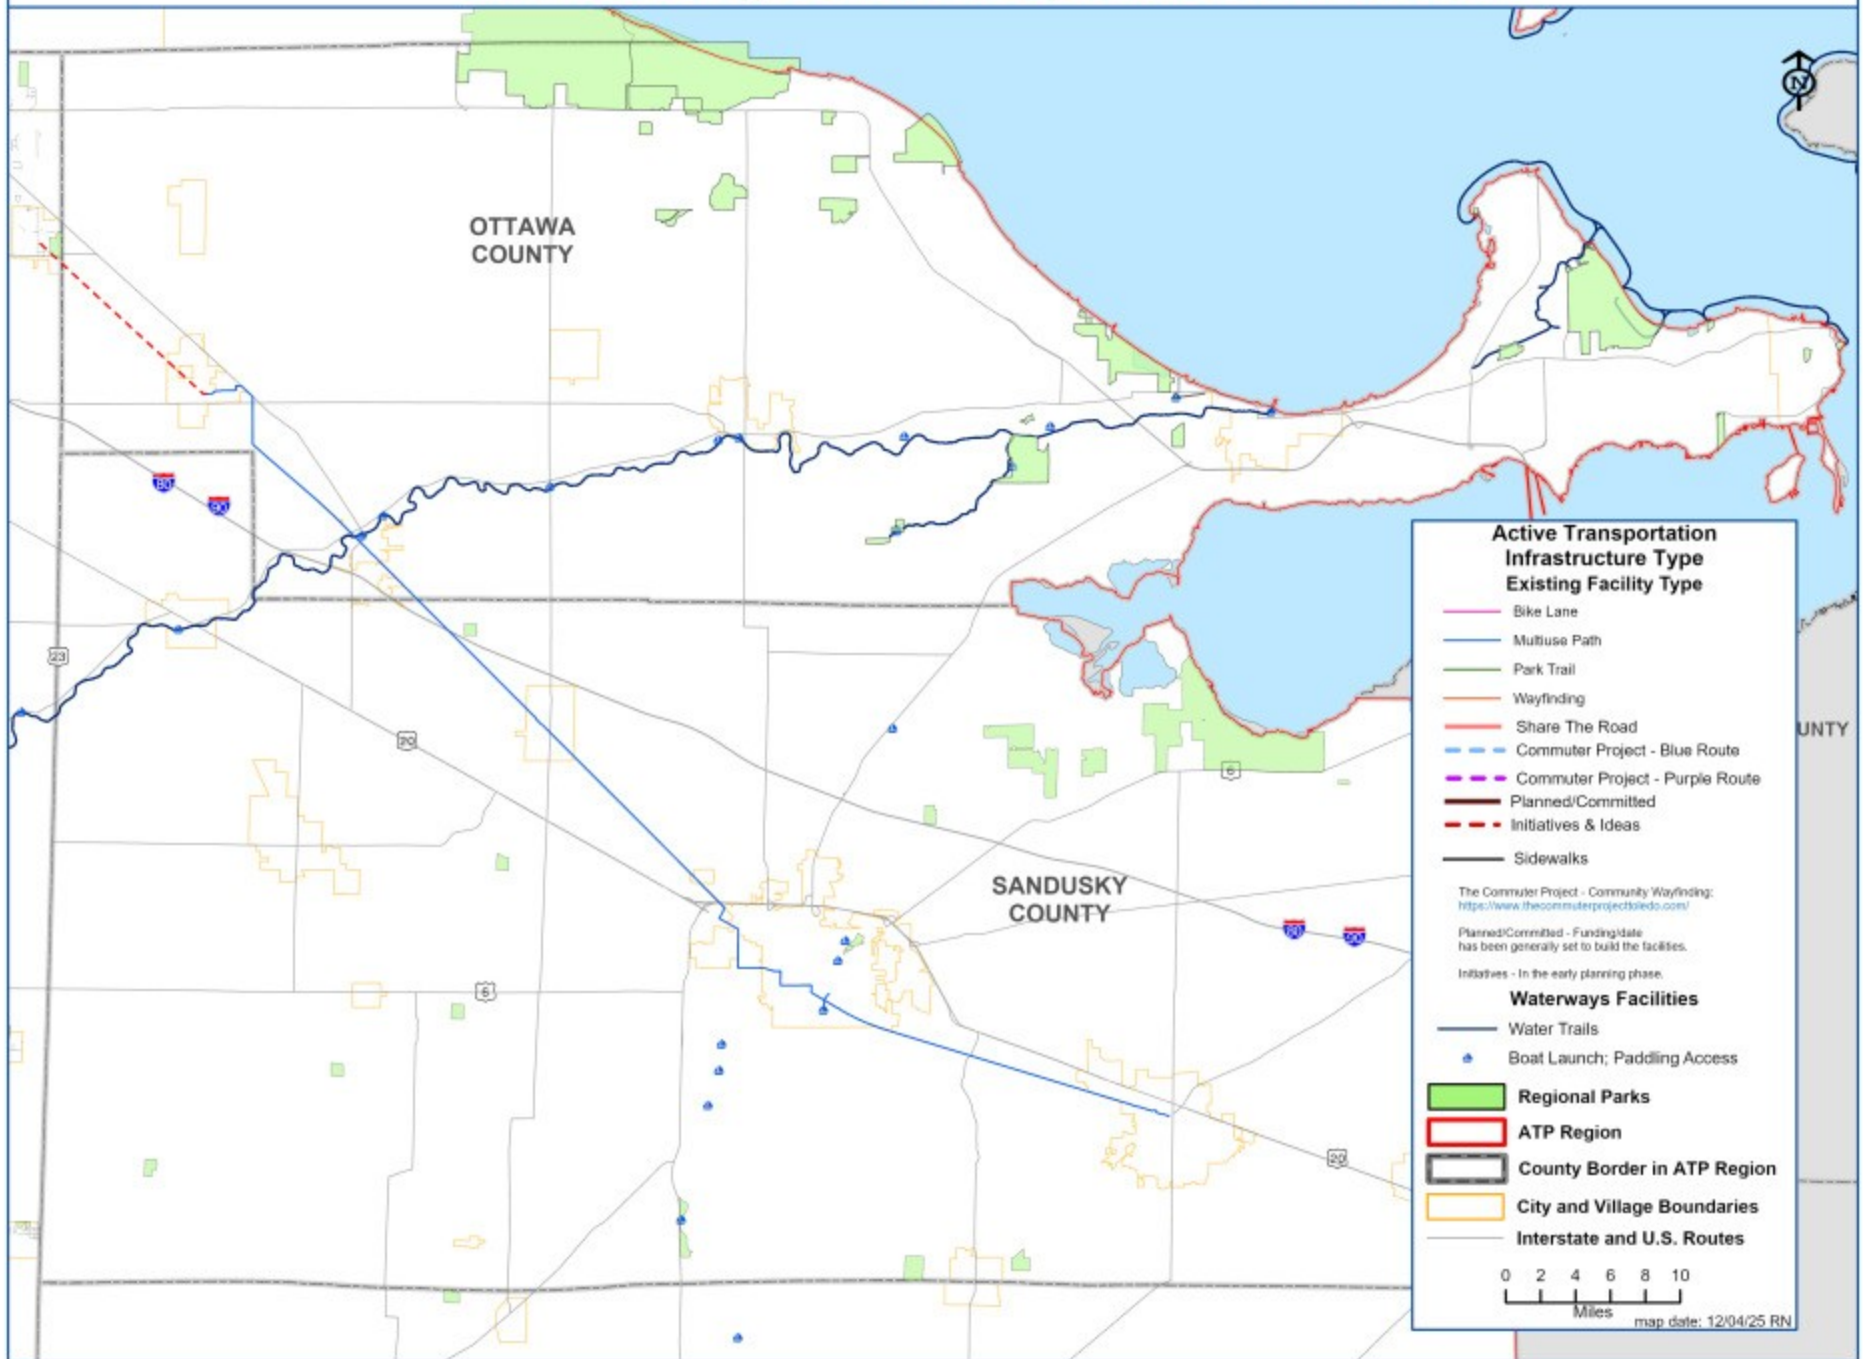 N
OTTAWA
COUNTY
80
90
23
20
6
SANDUSKY
COUNTY
80
90
6
20
UNTY
Active Transportation
Infrastructure Type
Existing Facility Type
Bike Lane
Multiuse Path
Park Trail
Wayfinding
Share The Road
Commuter Project - Blue Route
Commuter Project - Purple Route
Planned/Committed
Initiatives & Ideas
Sidewalks
The Commuter Project - Community Wayfinding:
https://www.thecommuterprojecttoledo.com/
Planned/Committed - Funding/date
has been generally set to build the facilities.
Initiatives - In the early planning phase.
Waterways Facilities
Water Trails
Boat Launch; Paddling Access
Regional Parks
ATP Region
County Border in ATP Region
City and Village Boundaries
Interstate and U.S. Routes
0 2 4 6 8 10
Miles
map date: 12/04/25 RN